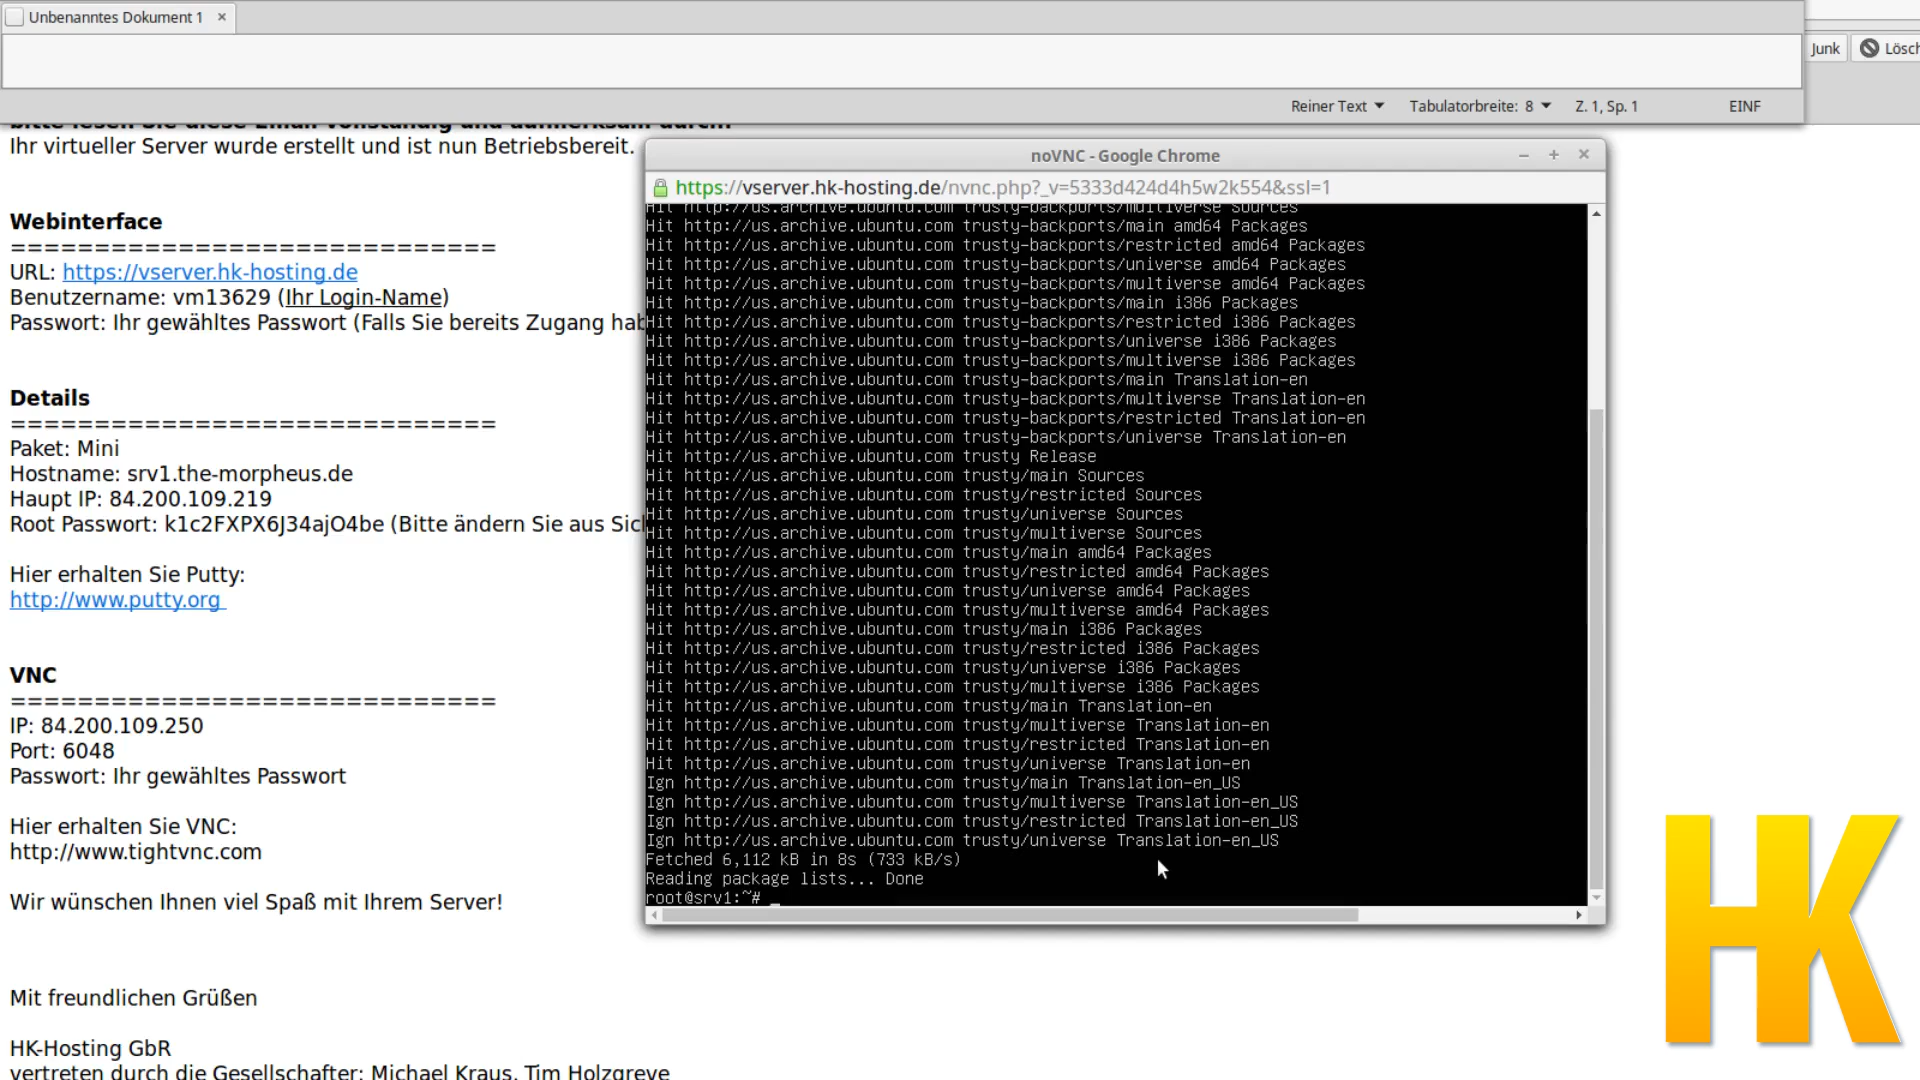 Unbenanntes Dokument 1 ×
Junk
Lösch
Reiner Text
Tabulatorbreite: 8
Z. 1, Sp. 1
EINF
bitte lesen Sie diese Email vollständig und aufmerksam durch!
Ihr virtueller Server wurde erstellt und ist nun Betriebsbereit.
Webinterface
=============================
URL: https://vserver.hk-hosting.de
Benutzername: vm13629 (Ihr Login-Name)
Passwort: Ihr gewähltes Passwort (Falls Sie bereits Zugang hab
Details
=============================
Paket: Mini
Hostname: srv1.the-morpheus.de
Haupt IP: 84.200.109.219
Root Passwort: k1c2FXPX6J34ajO4be (Bitte ändern Sie aus Sich
Hier erhalten Sie Putty:
http://www.putty.org
VNC
=============================
IP: 84.200.109.250
Port: 6048
Passwort: Ihr gewähltes Passwort
Hier erhalten Sie VNC:
http://www.tightvnc.com
Wir wünschen Ihnen viel Spaß mit Ihrem Server!
Mit freundlichen Grüßen
HK-Hosting GbR
vertreten durch die Gesellschafter: Michael Kraus, Tim Holzgreve
noVNC - Google Chrome
https://vserver.hk-hosting.de/nvnc.php?_v=5333d424d4h5w2k554&ssl=1
Hit http://us.archive.ubuntu.com trusty-backports/multiverse Sources
Hit http://us.archive.ubuntu.com trusty-backports/main amd64 Packages
Hit http://us.archive.ubuntu.com trusty-backports/restricted amd64 Packages
Hit http://us.archive.ubuntu.com trusty-backports/universe amd64 Packages
Hit http://us.archive.ubuntu.com trusty-backports/multiverse amd64 Packages
Hit http://us.archive.ubuntu.com trusty-backports/main i386 Packages
Hit http://us.archive.ubuntu.com trusty-backports/restricted i386 Packages
Hit http://us.archive.ubuntu.com trusty-backports/universe i386 Packages
Hit http://us.archive.ubuntu.com trusty-backports/multiverse i386 Packages
Hit http://us.archive.ubuntu.com trusty-backports/main Translation-en
Hit http://us.archive.ubuntu.com trusty-backports/multiverse Translation-en
Hit http://us.archive.ubuntu.com trusty-backports/restricted Translation-en
Hit http://us.archive.ubuntu.com trusty-backports/universe Translation-en
Hit http://us.archive.ubuntu.com trusty Release
Hit http://us.archive.ubuntu.com trusty/main Sources
Hit http://us.archive.ubuntu.com trusty/restricted Sources
Hit http://us.archive.ubuntu.com trusty/universe Sources
Hit http://us.archive.ubuntu.com trusty/multiverse Sources
Hit http://us.archive.ubuntu.com trusty/main amd64 Packages
Hit http://us.archive.ubuntu.com trusty/restricted amd64 Packages
Hit http://us.archive.ubuntu.com trusty/universe amd64 Packages
Hit http://us.archive.ubuntu.com trusty/multiverse amd64 Packages
Hit http://us.archive.ubuntu.com trusty/main i386 Packages
Hit http://us.archive.ubuntu.com trusty/restricted i386 Packages
Hit http://us.archive.ubuntu.com trusty/universe i386 Packages
Hit http://us.archive.ubuntu.com trusty/multiverse i386 Packages
Hit http://us.archive.ubuntu.com trusty/main Translation-en
Hit http://us.archive.ubuntu.com trusty/multiverse Translation-en
Hit http://us.archive.ubuntu.com trusty/restricted Translation-en
Hit http://us.archive.ubuntu.com trusty/universe Translation-en
Ign http://us.archive.ubuntu.com trusty/main Translation-en_US
Ign http://us.archive.ubuntu.com trusty/multiverse Translation-en_US
Ign http://us.archive.ubuntu.com trusty/restricted Translation-en_US
Ign http://us.archive.ubuntu.com trusty/universe Translation-en_US
Fetched 6,112 kB in 8s (733 kB/s)
Reading package lists... Done
root@srv1:~# _
HK